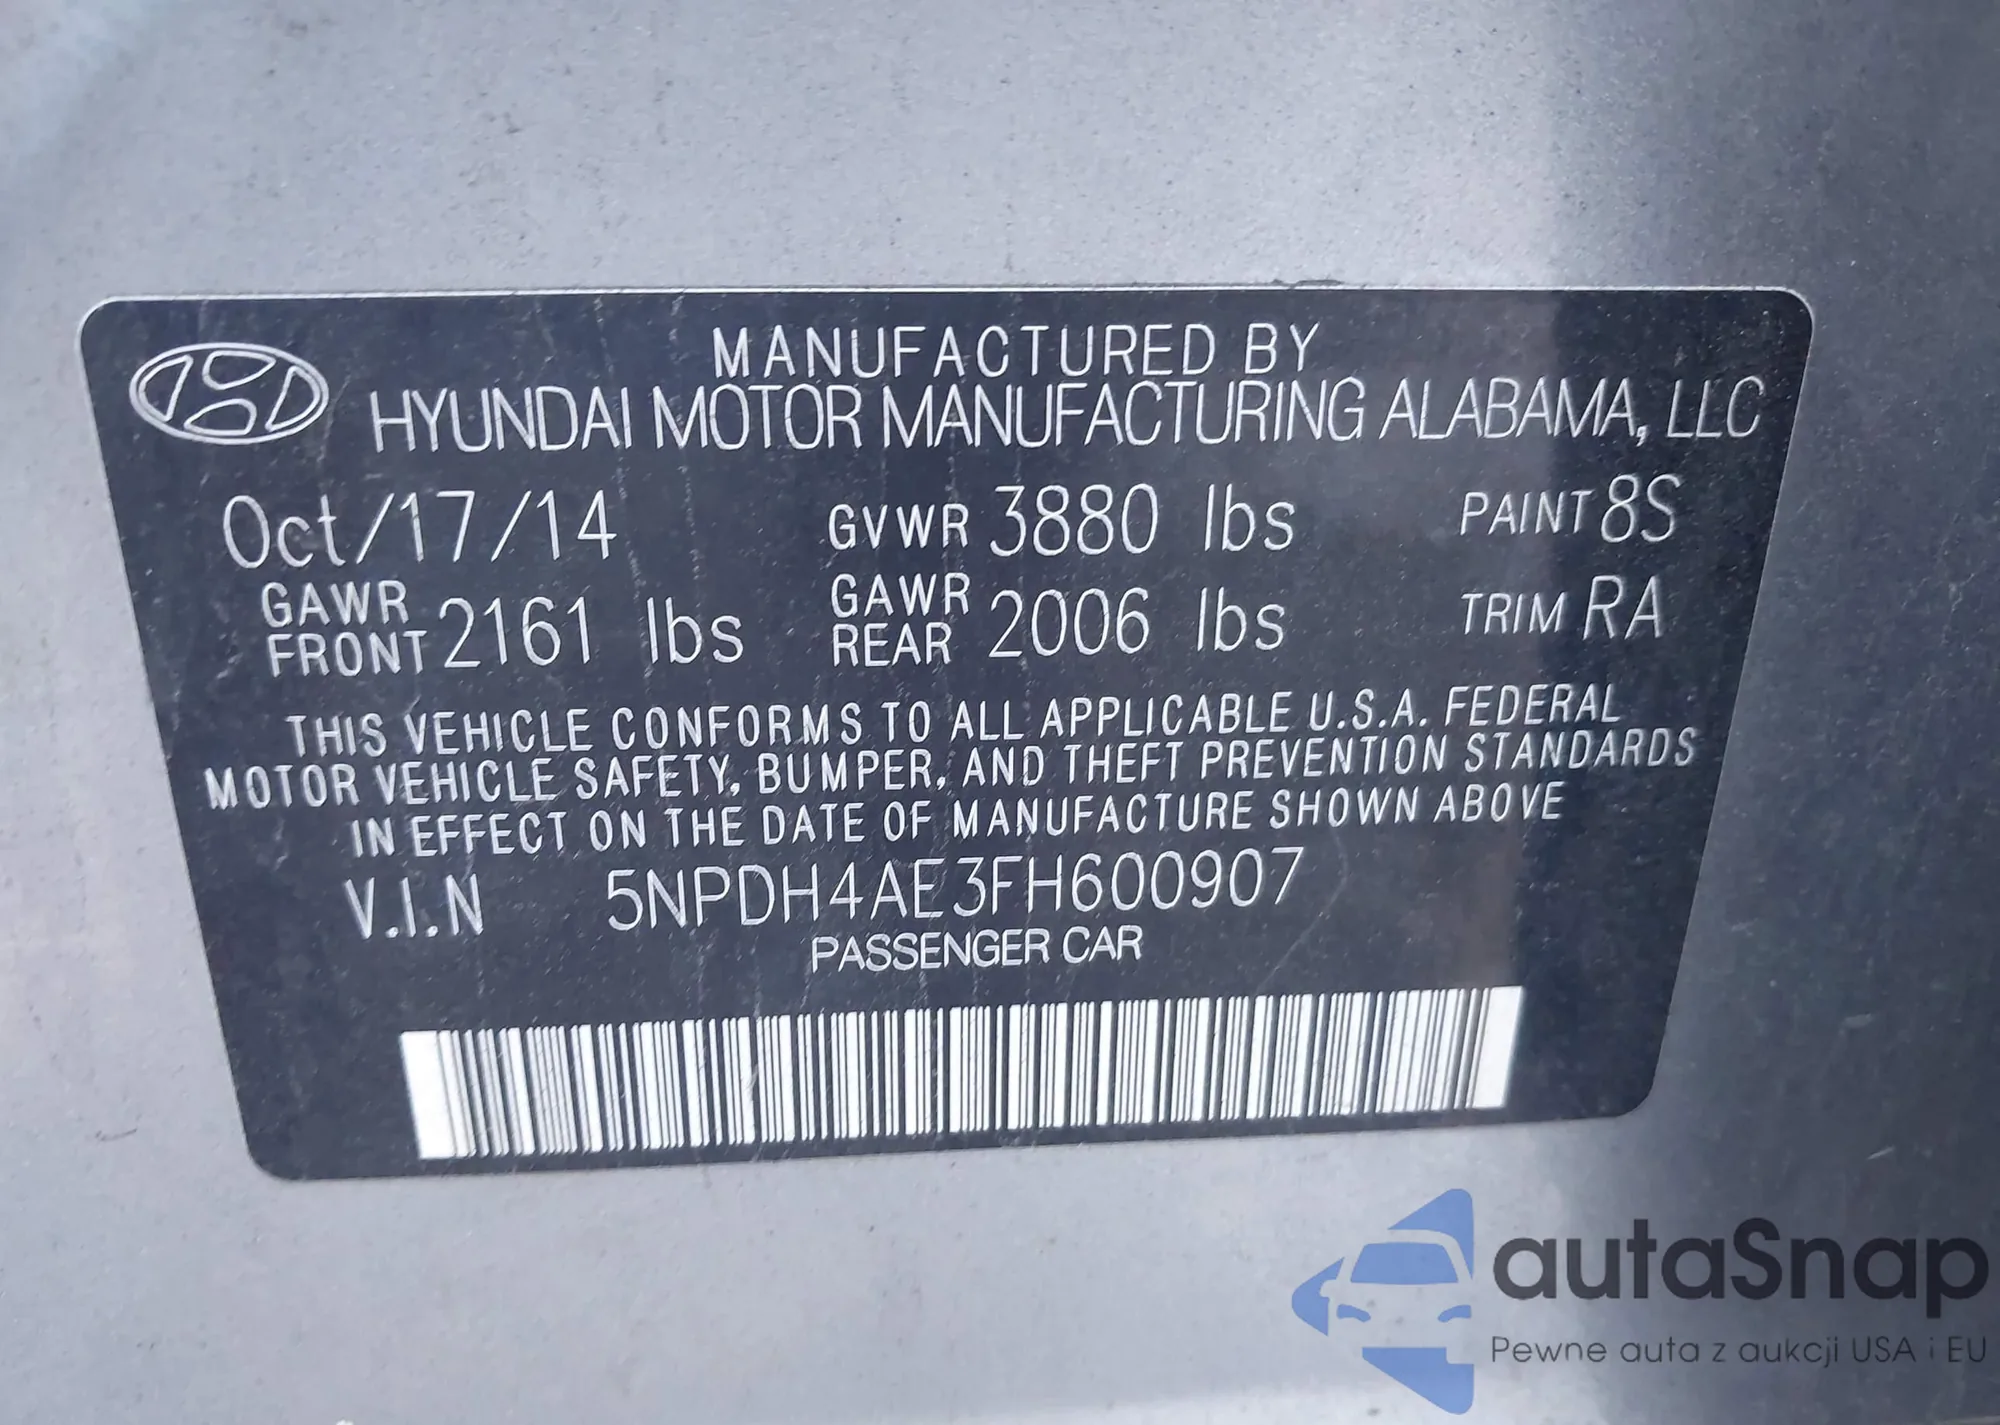 MANUFACTURED BY
HYUNDAI MOTOR MANUFACTURING ALABAMA, LLC
Oct/17/14 GVWR 3880 lbs PAINT 8S
GAWR FRONT 2161 lbs GAWR REAR 2006 lbs TRIM RA
THIS VEHICLE CONFORMS TO ALL APPLICABLE U.S.A. FEDERAL
MOTOR VEHICLE SAFETY, BUMPER, AND THEFT PREVENTION STANDARDS
IN EFFECT ON THE DATE OF MANUFACTURE SHOWN ABOVE
V.I.N 5NPDH4AE3FH600907
PASSENGER CAR
autaSnap
Pewne auta z aukcji USA i EU